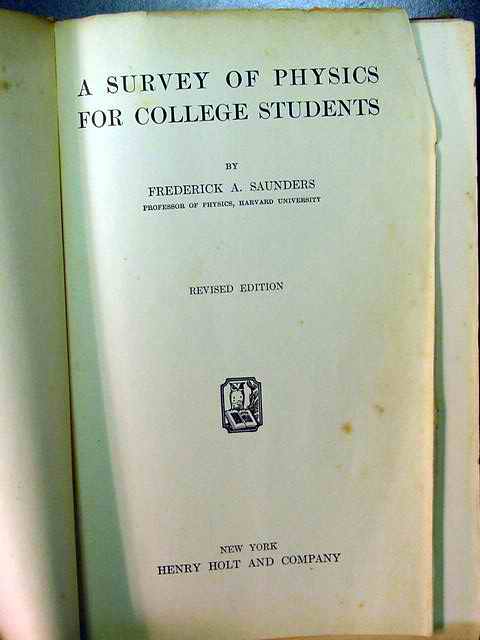 A SURVEY OF PHYSICS
FOR COLLEGE STUDENTS
BY
FREDERICK A. SAUNDERS
PROFESSOR OF PHYSICS, HARVARD UNIVERSITY
REVISED EDITION
NEW YORK
HENRY HOLT AND COMPANY